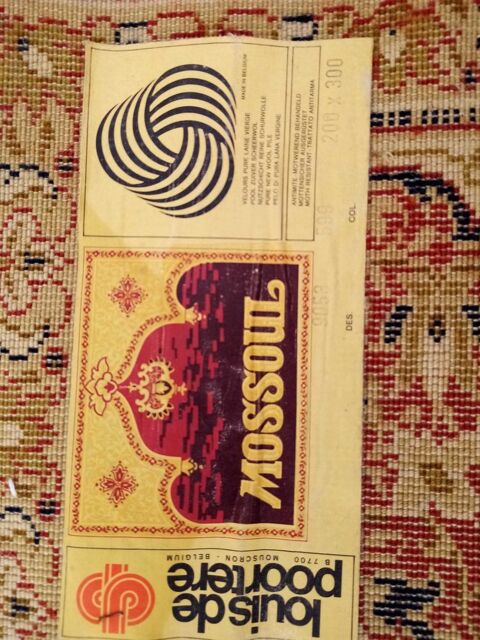 louis de
poortere
B 7700 MOUSCRON - BELGIUM
MOSSOUL
MADE IN BELGIUM
VELOURS PURE LAINE VIERGE
POOL ZUIVER SCHEERWOL
NUTZSCHICHT REINE SCHURWOLLE
PURE NEW WOOL PILE
PELO DI PURA LANA VERGINE
ANTIMITE-MOTWEREND BEHANDELD
MOTTENSICHER AUSGERÜSTET
MOTH RESISTANT-TRATTATO ANTITARMA
DES. COL. 200 X 300